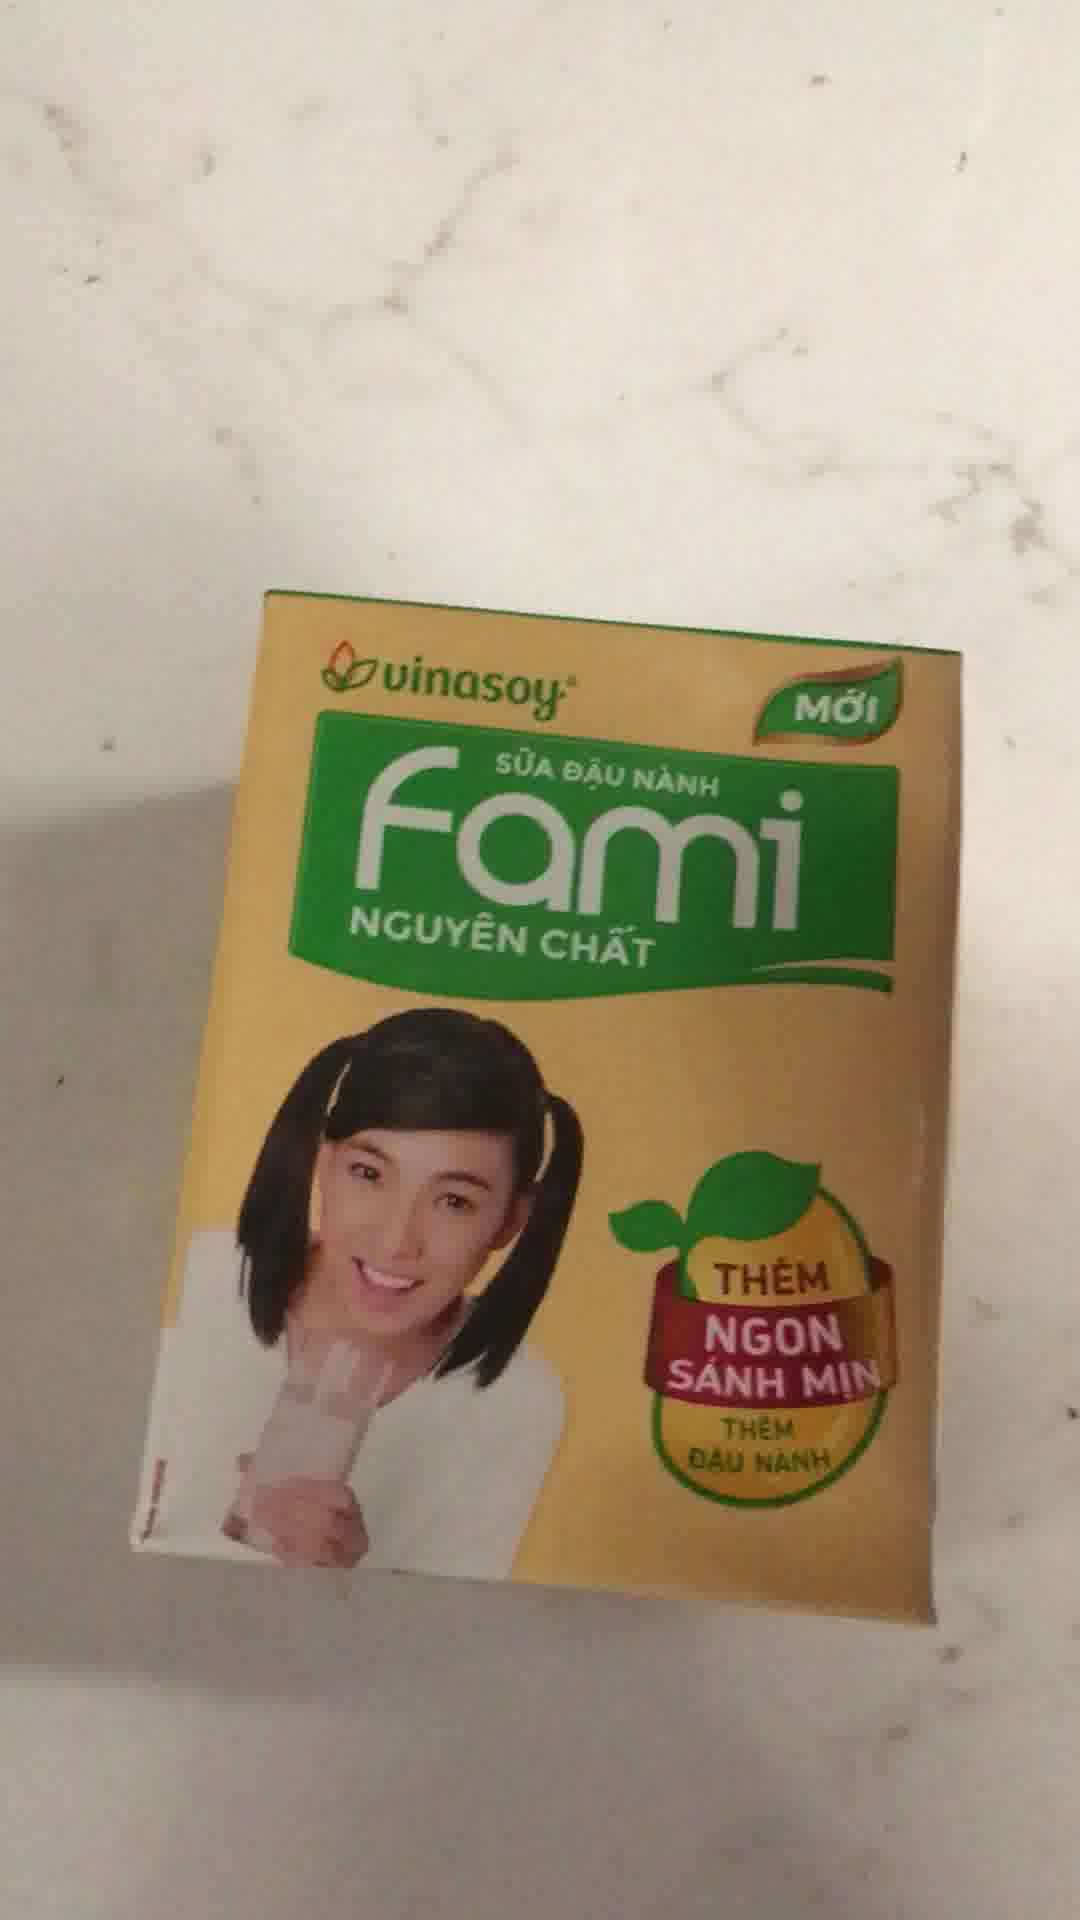 vinasoy®
MỚI
SỮA ĐẬU NÀNH
Fami
NGUYÊN CHẤT
THÊM
NGON
SÁNH MỊN
THÊM
ĐẬU NÀNH